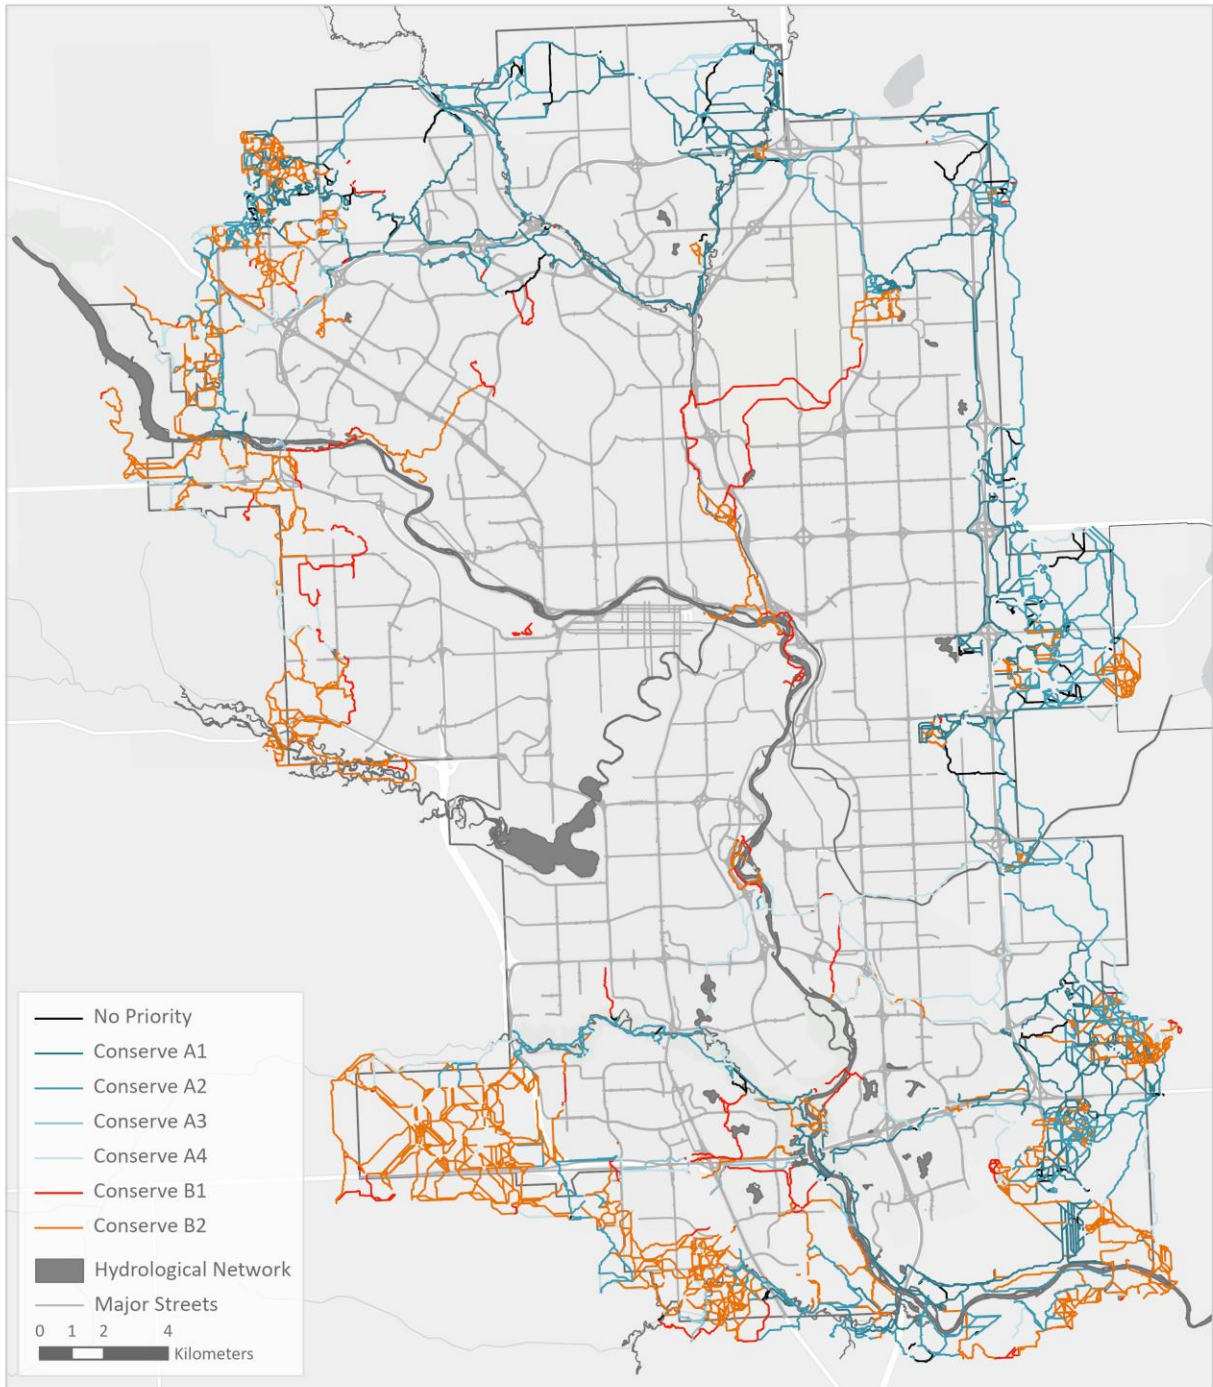 No Priority
Conserve A1
Conserve A2
Conserve A3
Conserve A4
Conserve B1
Conserve B2
Hydrological Network
Major Streets
0 1 2 4
Kilometers